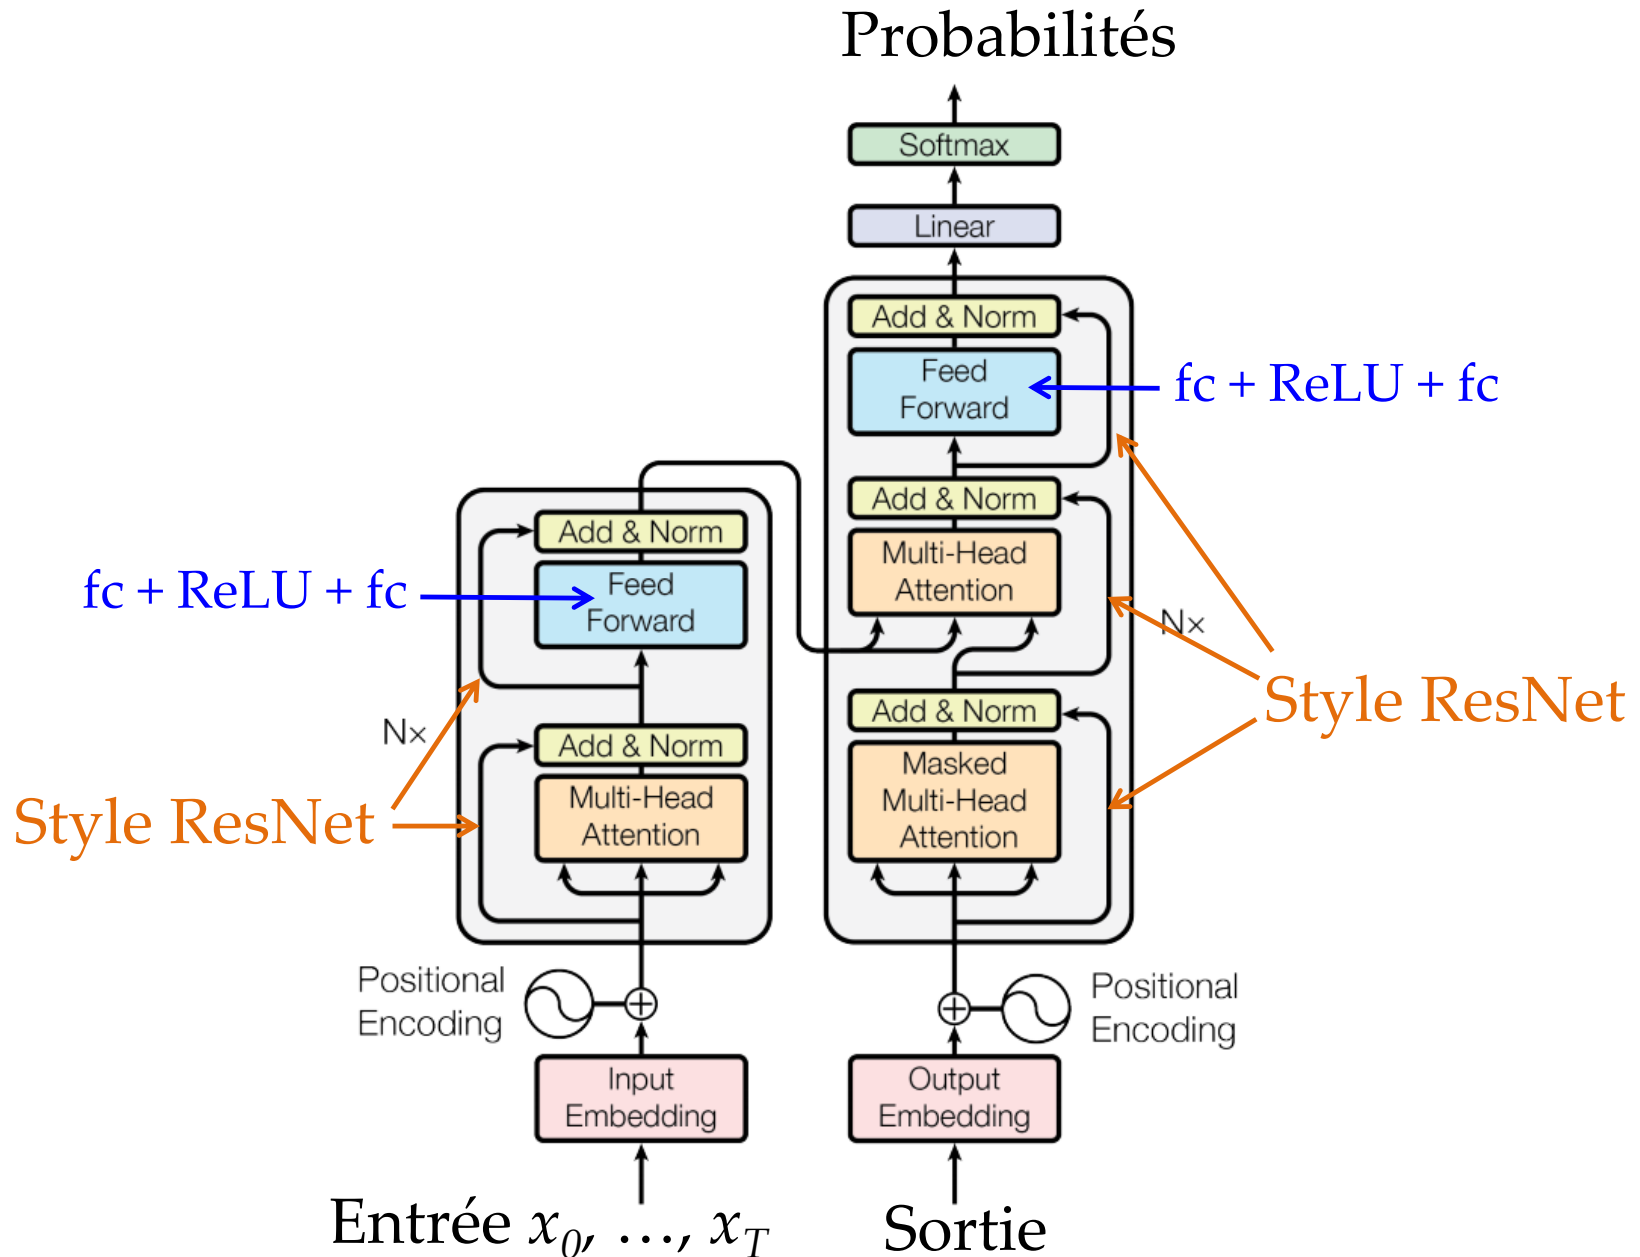 Probabilités
Softmax
Linear
Add & Norm
Feed
Forward
fc + ReLU + fc
Add & Norm
Multi-Head
Attention
N×
Add & Norm
Masked
Multi-Head
Attention
Style ResNet
Add & Norm
Feed
Forward
fc + ReLU + fc
N×
Add & Norm
Multi-Head
Attention
Style ResNet
Positional
Encoding
Positional
Encoding
Input
Embedding
Output
Embedding
Entrée x0, …, xT
Sortie